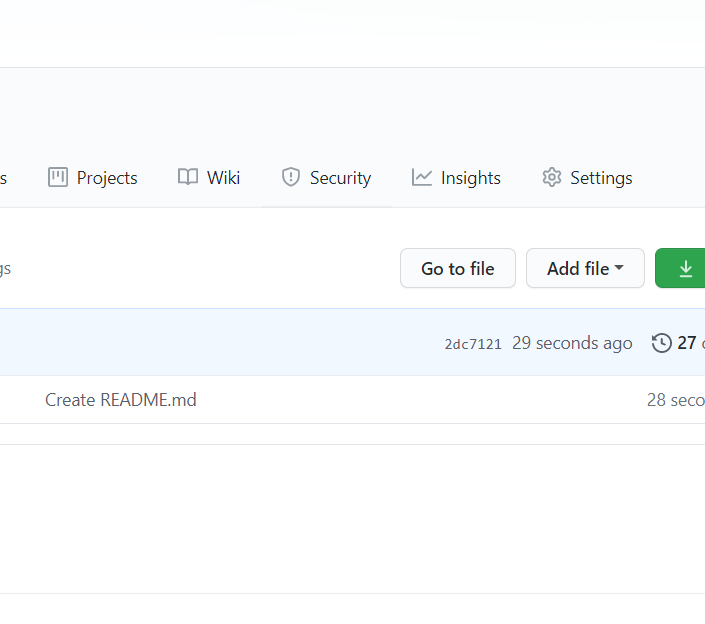 s Projects Wiki Security Insights Settings
gs Go to file Add file
2dc7121 29 seconds ago 27 c
Create README.md 28 seco